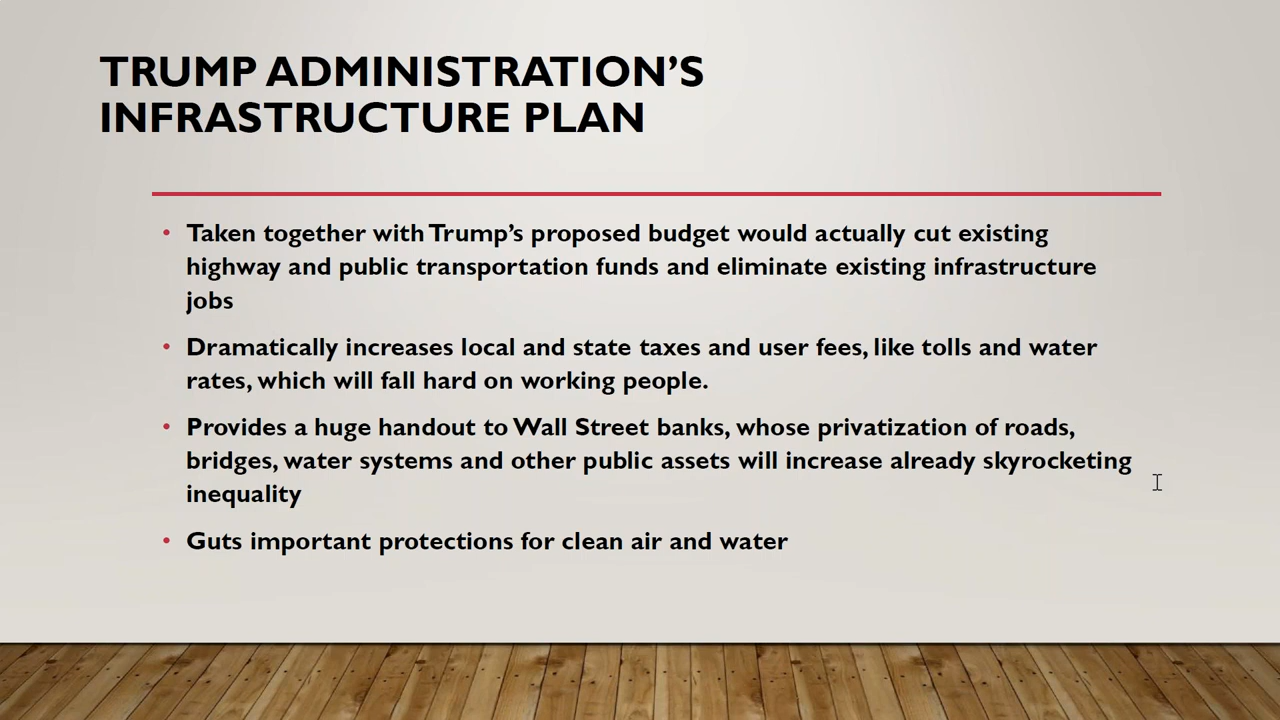 TRUMP ADMINISTRATION’S
INFRASTRUCTURE PLAN
• Taken together with Trump’s proposed budget would actually cut existing
highway and public transportation funds and eliminate existing infrastructure
jobs
• Dramatically increases local and state taxes and user fees, like tolls and water
rates, which will fall hard on working people.
• Provides a huge handout to Wall Street banks, whose privatization of roads,
bridges, water systems and other public assets will increase already skyrocketing
inequality
• Guts important protections for clean air and water